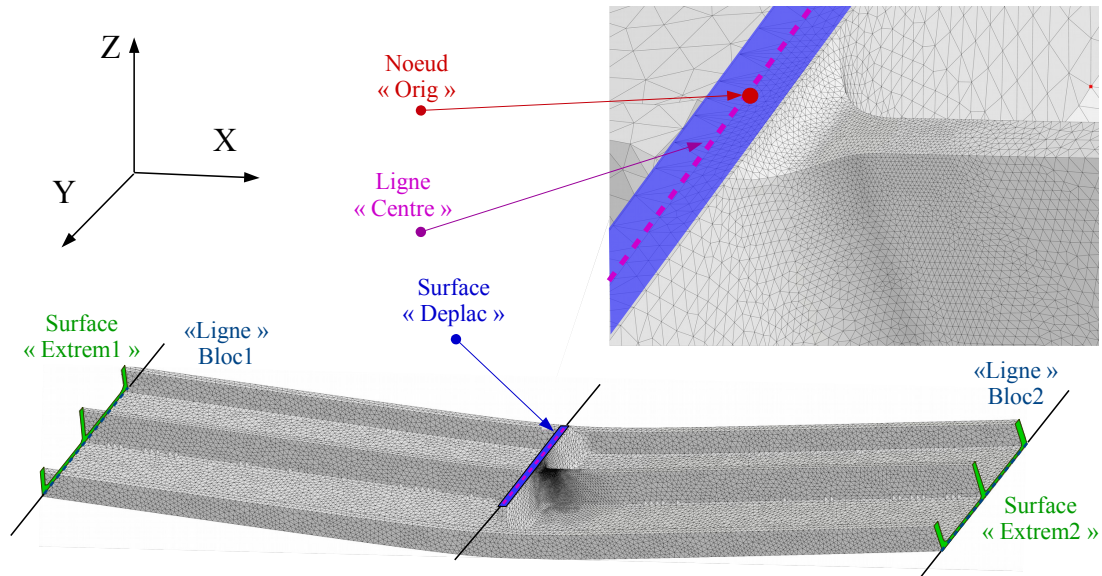 Z
X
Y
Noeud
« Orig »
Ligne
« Centre »
Surface
« Deplac »
Surface
« Extrem1 »
«Ligne »
Bloc1
«Ligne »
Bloc2
Surface
« Extrem2 »